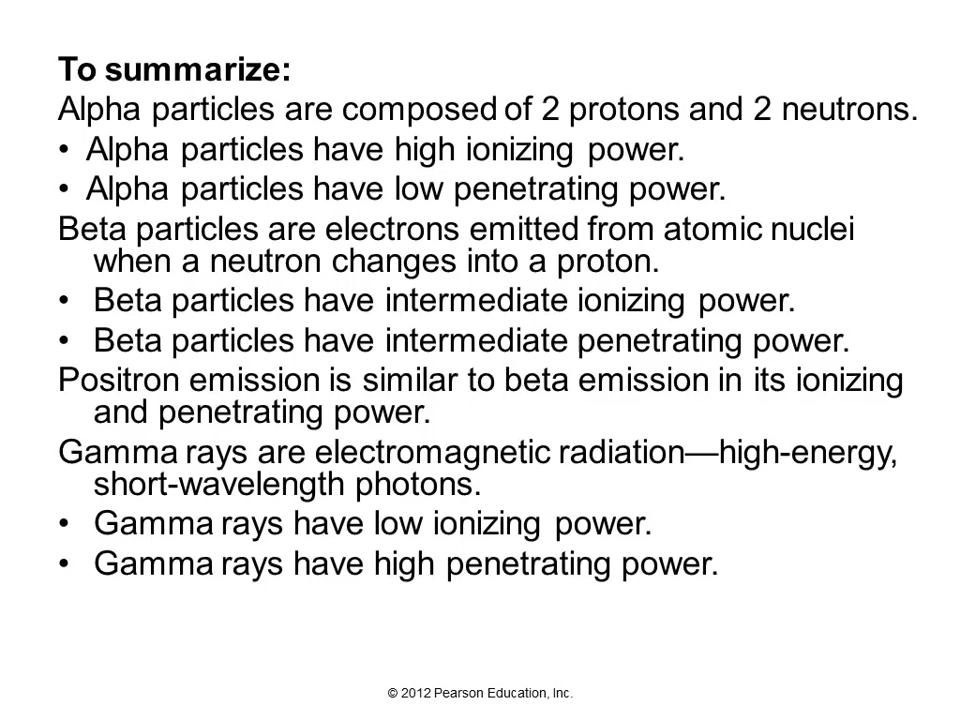 To summarize:
Alpha particles are composed of 2 protons and 2 neutrons.
• Alpha particles have high ionizing power.
• Alpha particles have low penetrating power.
Beta particles are electrons emitted from atomic nuclei
when a neutron changes into a proton.
• Beta particles have intermediate ionizing power.
• Beta particles have intermediate penetrating power.
Positron emission is similar to beta emission in its ionizing
and penetrating power.
Gamma rays are electromagnetic radiation—high-energy,
short-wavelength photons.
• Gamma rays have low ionizing power.
• Gamma rays have high penetrating power.
© 2012 Pearson Education, Inc.